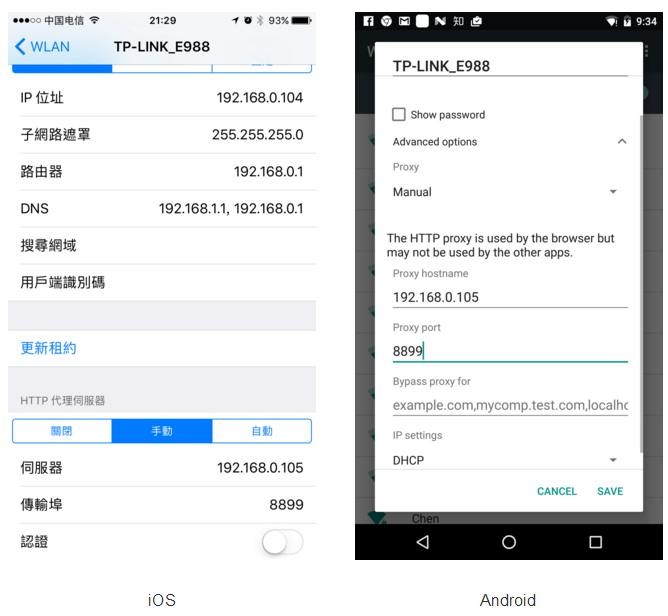 中国电信 21:29 93%
WLAN TP-LINK_E988
IP 位址 192.168.0.104
子網路遮罩 255.255.255.0
路由器 192.168.0.1
DNS 192.168.1.1, 192.168.0.1
搜尋網域
用戶端識別碼
更新租約
HTTP 代理伺服器
關閉 手動 自動
伺服器 192.168.0.105
傳輸埠 8899
認證
iOS
知 9:34
TP-LINK_E988
Show password
Advanced options
Proxy
Manual
The HTTP proxy is used by the browser but
may not be used by the other apps.
Proxy hostname
192.168.0.105
Proxy port
8899
Bypass proxy for
example.com,mycomp.test.com,localhc
IP settings
DHCP
CANCEL SAVE
Chen
Android